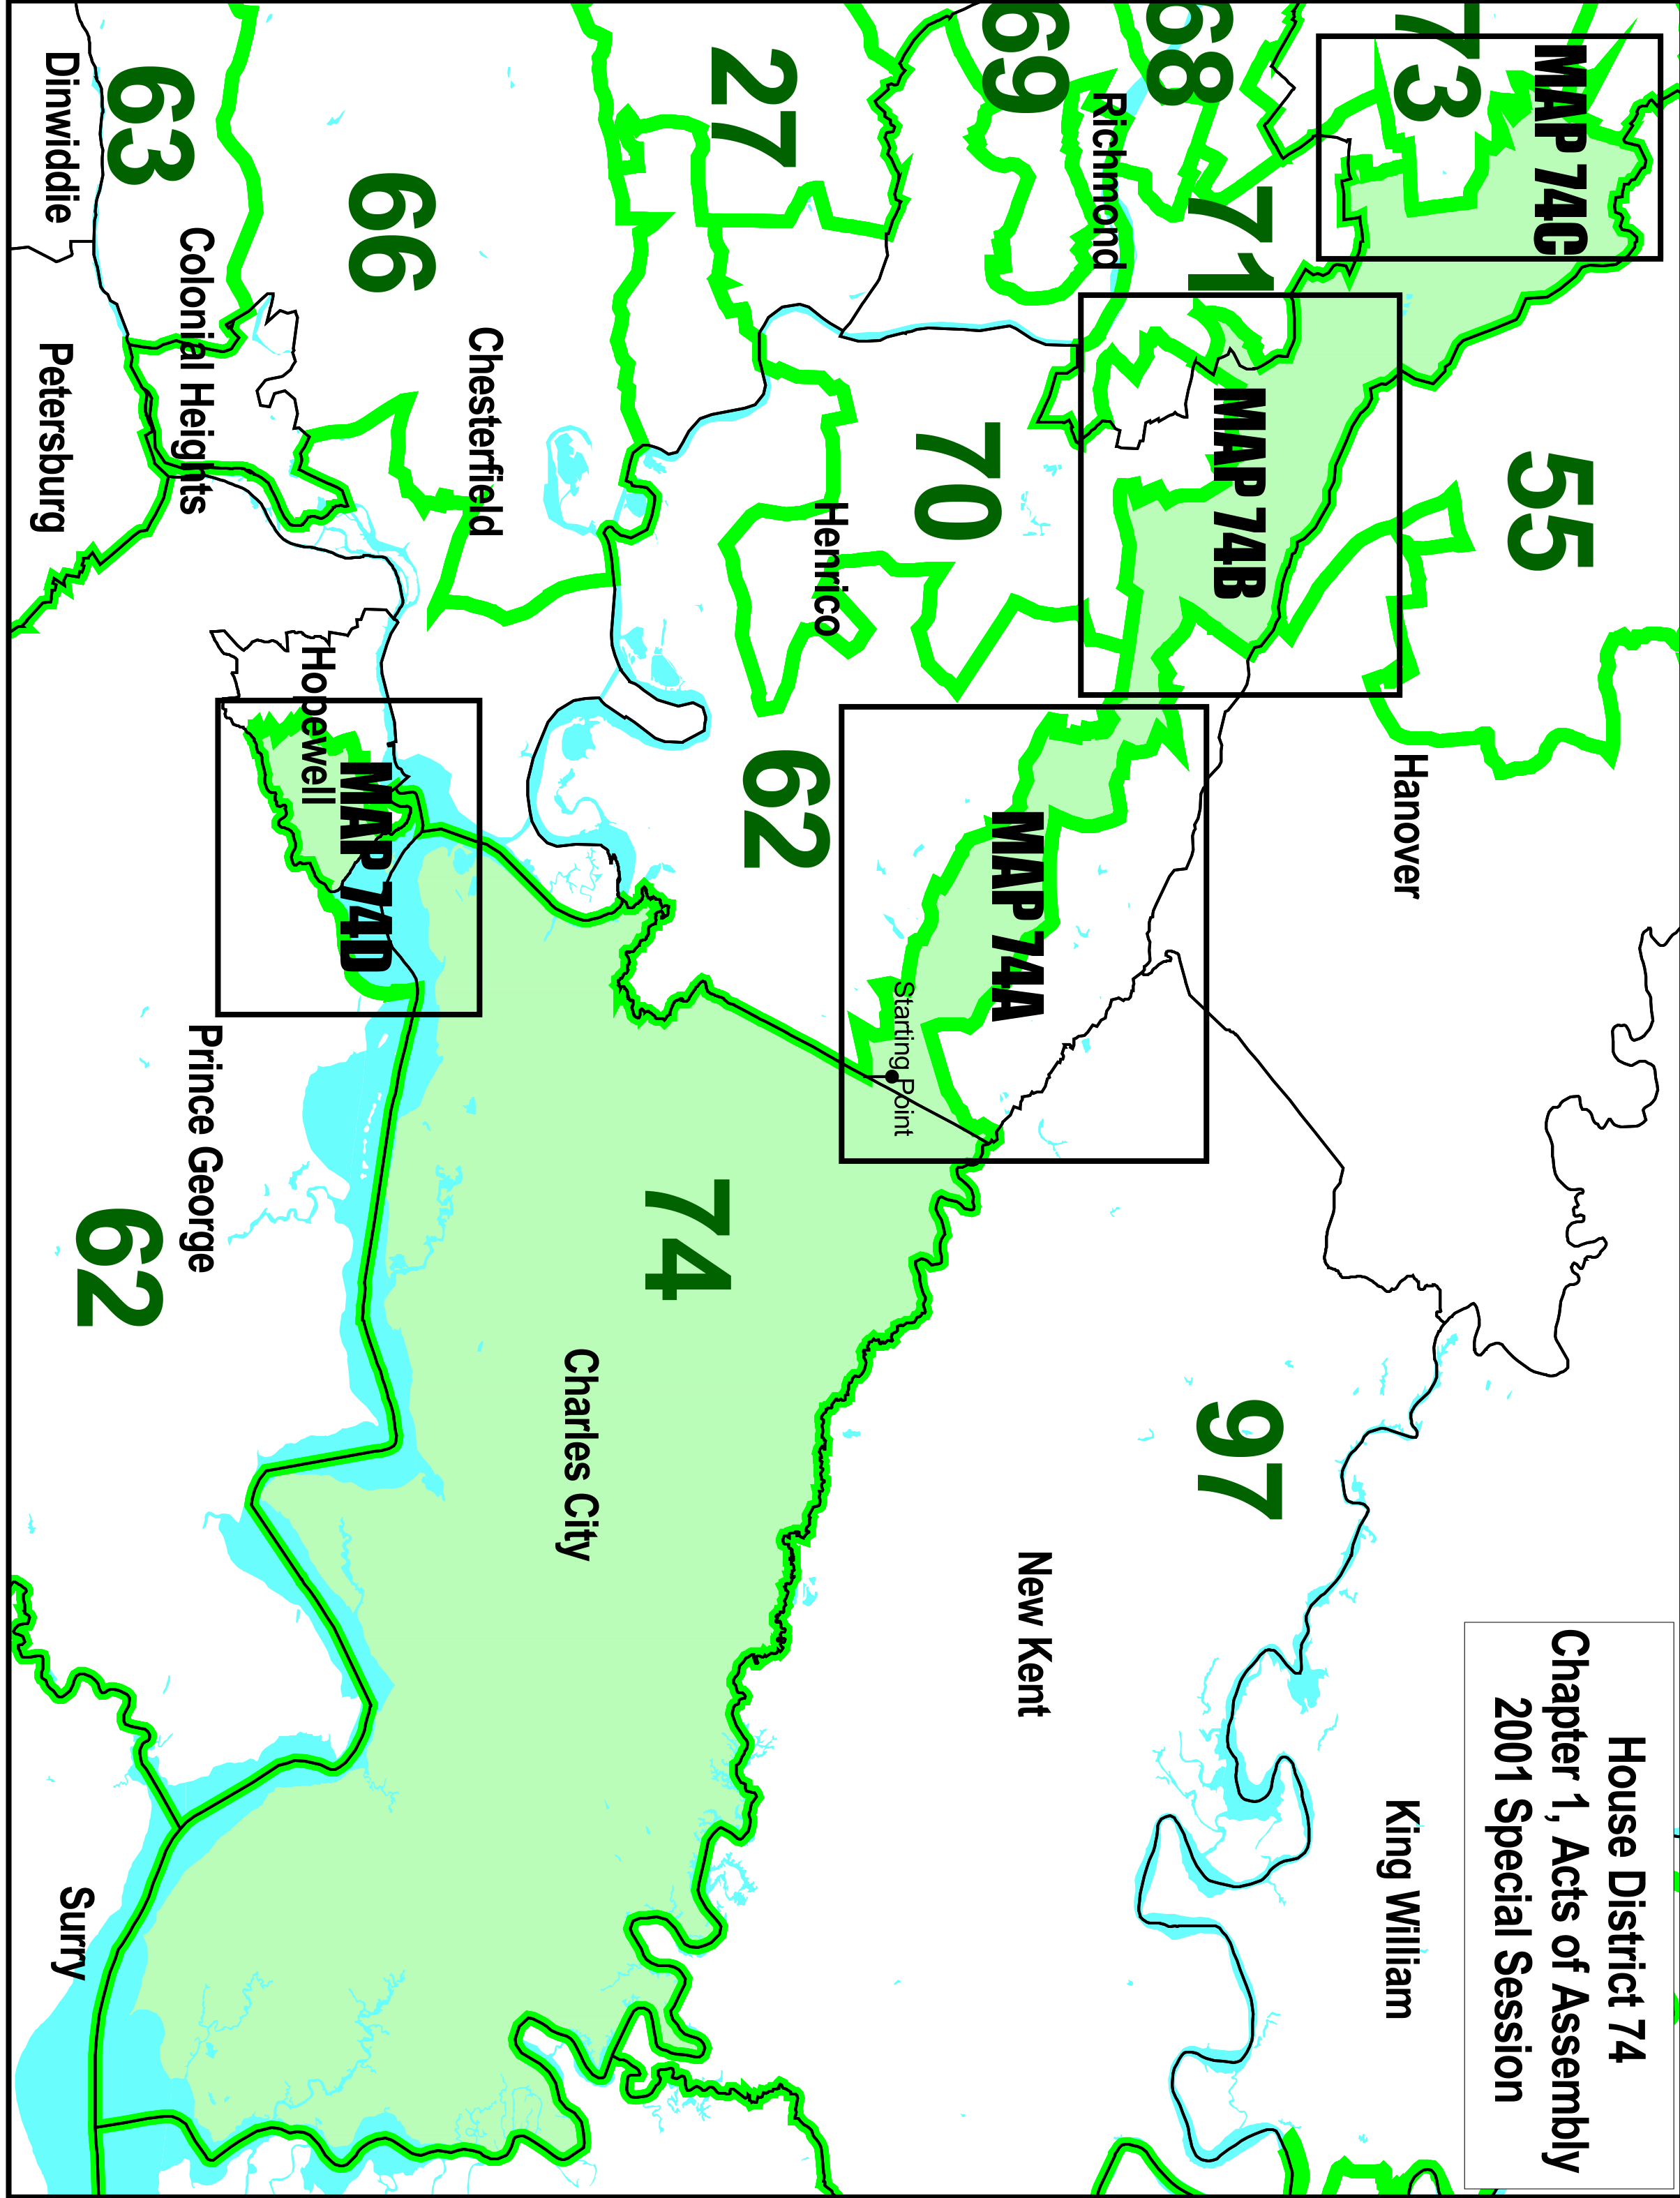 House District 74
Chapter 1, Acts of Assembly
2001 Special Session
MAP 74C
73
68
69
27
Richmond
71
66
63
Dinwiddie
Colonial Heights
Petersburg
Chesterfield
MAP 74B
55
70
Henrico
Hopewell
MAP 74D
62
Hanover
MAP 74A
Starting Point
Prince George
62
74
Charles City
97
New Kent
King William
Surry